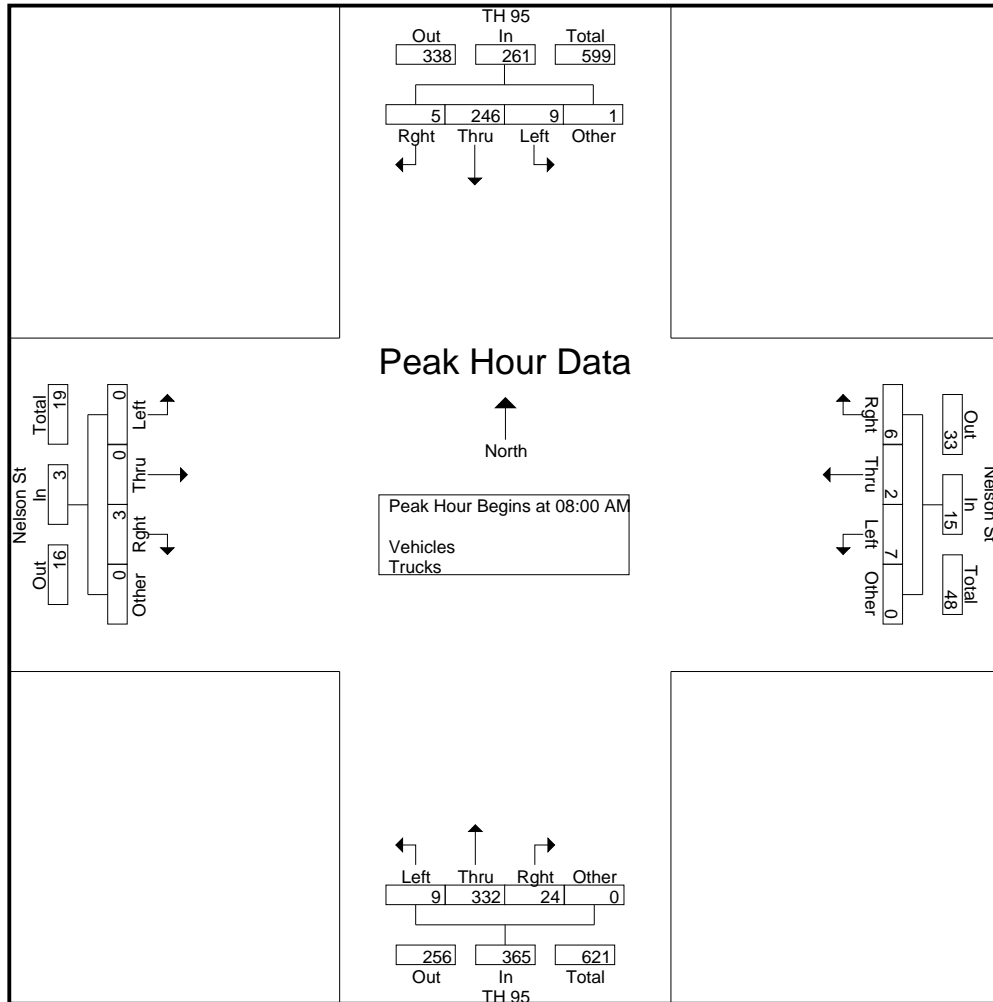 TH 95
Out In Total
338 261 599
5 246 9 1
Rght Thru Left Other
Peak Hour Data
North
Peak Hour Begins at 08:00 AM
Vehicles
Trucks
Nelson St
Total In Out
19 3 16
0 0 3 0
Left Thru Rght Other
Rght Thru Left Other
6 2 7 0
Out In Total
33 15 48
Nelson St
Left Thru Rght Other
9 332 24 0
256 365 621
Out In Total
TH 95